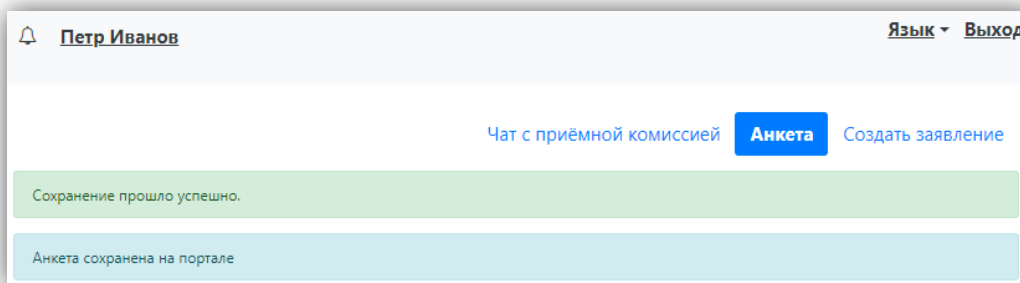 Петр Иванов
Язык Выход
Чат с приёмной комиссией Анкета Создать заявление
Сохранение прошло успешно.
Анкета сохранена на портале